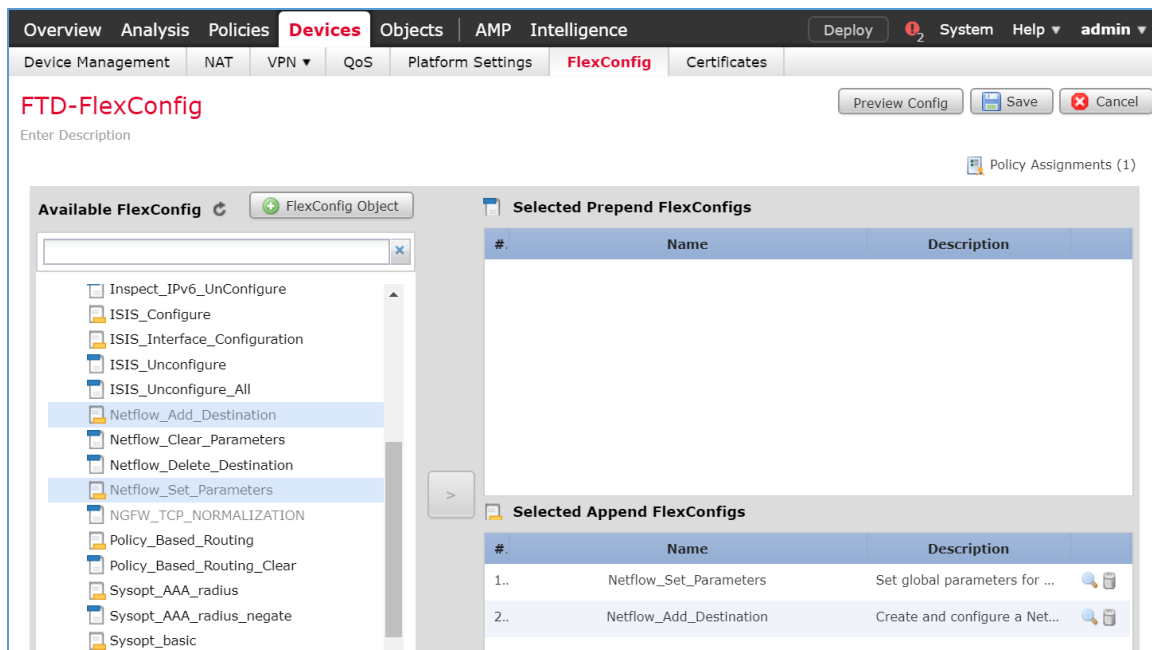 Overview Analysis Policies Devices Objects AMP Intelligence Deploy 2 System Help ▾ admin ▾
Device Management NAT VPN ▾ QoS Platform Settings FlexConfig Certificates
FTD-FlexConfig
Preview Config Save Cancel
Enter Description
Policy Assignments (1)
Available FlexConfig FlexConfig Object
Inspect_IPv6_UnConfigure
ISIS_Configure
ISIS_Interface_Configuration
ISIS_Unconfigure
ISIS_Unconfigure_All
Netflow_Add_Destination
Netflow_Clear_Parameters
Netflow_Delete_Destination
Netflow_Set_Parameters
NGFW_TCP_NORMALIZATION
Policy_Based_Routing
Policy_Based_Routing_Clear
Sysopt_AAA_radius
Sysopt_AAA_radius_negate
Sysopt_basic
>
Selected Prepend FlexConfigs
#. Name Description
Selected Append FlexConfigs
#. Name Description
1.. Netflow_Set_Parameters Set global parameters for ...
2.. Netflow_Add_Destination Create and configure a Net...